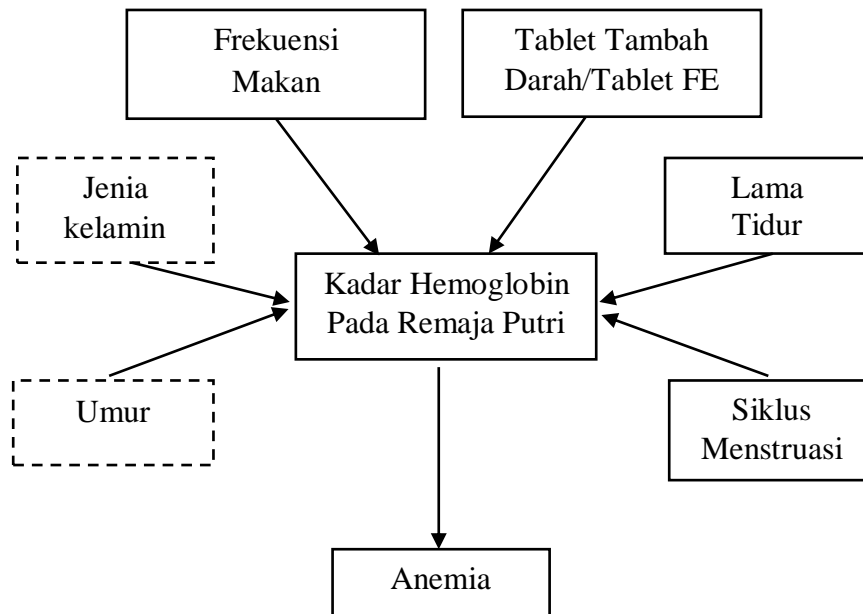 Frekuensi
Makan
Tablet Tambah
Darah/Tablet FE
Jenia
kelamin
Lama
Tidur
Kadar Hemoglobin
Pada Remaja Putri
Umur
Siklus
Menstruasi
Anemia